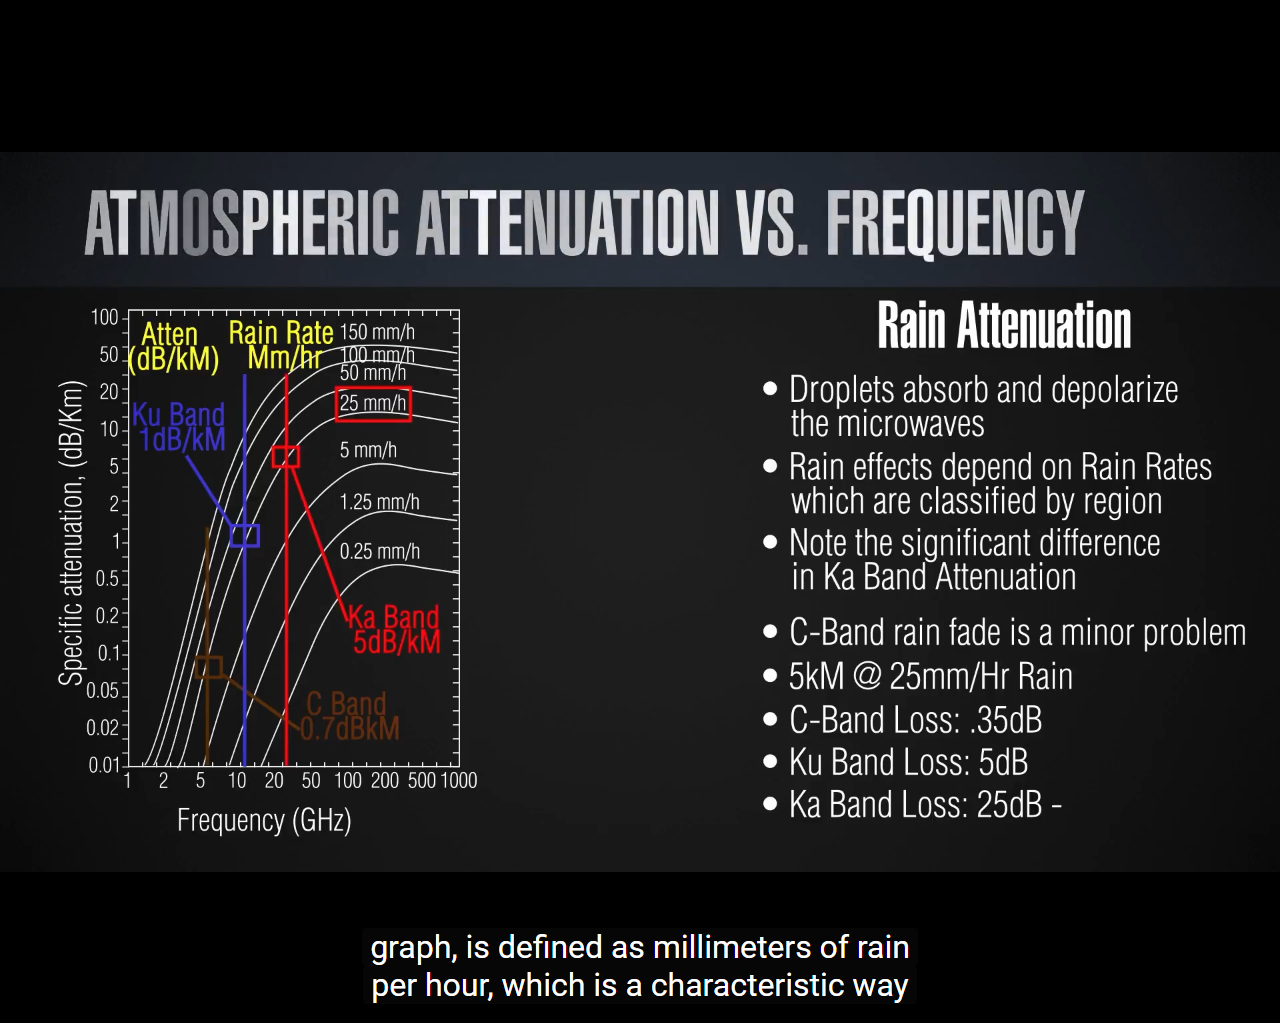 ATMOSPHERIC ATTENUATION VS. FREQUENCY
100
50
20
10
5
2
1
0.5
0.2
0.1
0.05
0.02
0.01
Specific attenuation, (dB/Km)
Atten
(dB/kM)
Rain Rate
Mm/hr
150 mm/h
100 mm/h
50 mm/h
25 mm/h
5 mm/h
1.25 mm/h
0.25 mm/h
Ku Band
1dB/kM
Ka Band
5dB/kM
C Band
0.7dBkM
1 2 5 10 20 50 100 200 500 1000
Frequency (GHz)
Rain Attenuation
• Droplets absorb and depolarize
the microwaves
• Rain effects depend on Rain Rates
which are classified by region
• Note the significant difference
in Ka Band Attenuation
• C-Band rain fade is a minor problem
• 5kM @ 25mm/Hr Rain
• C-Band Loss: .35dB
• Ku Band Loss: 5dB
• Ka Band Loss: 25dB -
graph, is defined as millimeters of rain
per hour, which is a characteristic way